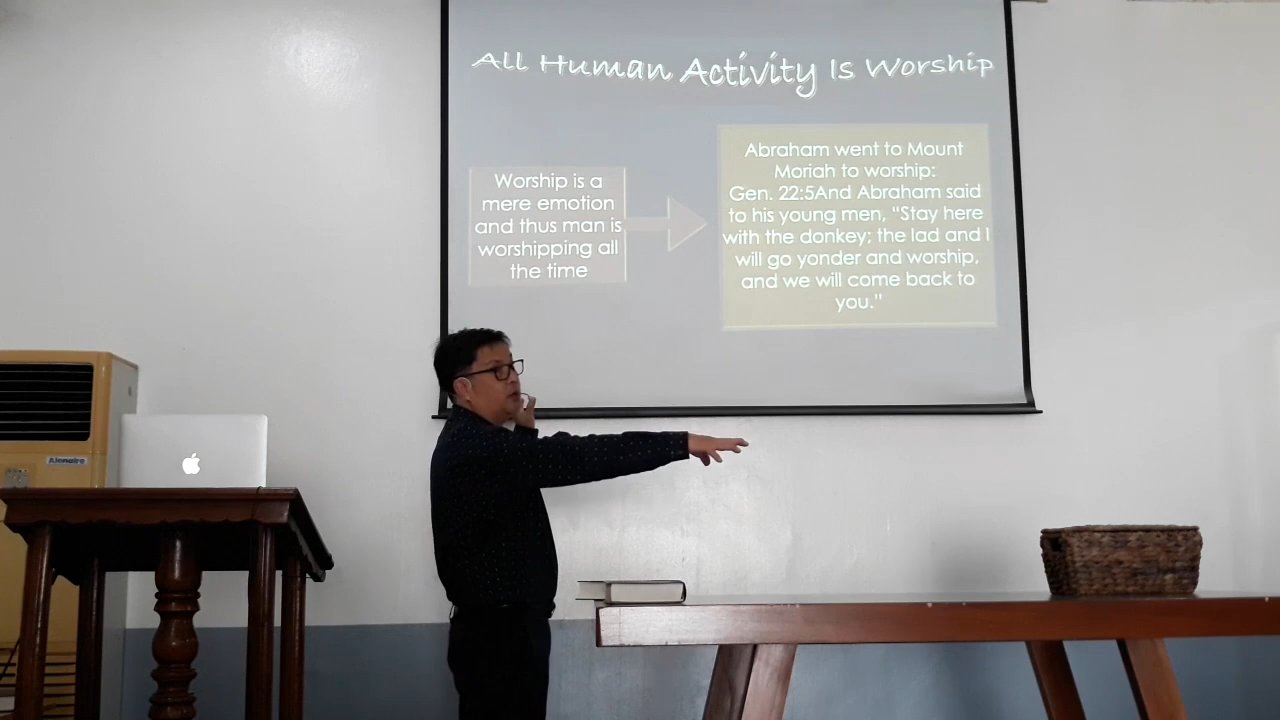 All Human Activity Is Worship
Worship is a
mere emotion
and thus man is
worshipping all
the time
Abraham went to Mount
Moriah to worship:
Gen. 22:5And Abraham said
to his young men, “Stay here
with the donkey; the lad and I
will go yonder and worship,
and we will come back to
you.”